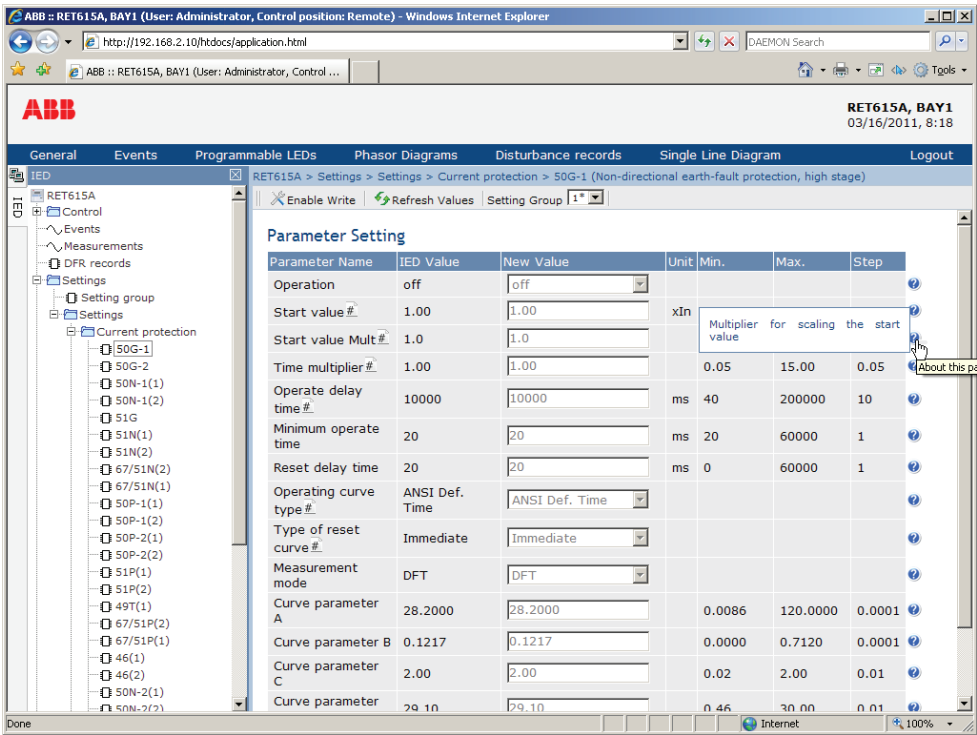 ABB :: RET615A, BAY1 (User: Administrator, Control position: Remote) - Windows Internet Explorer
http://192.168.2.10/htdocs/application.html
DAEMON Search
ABB :: RET615A, BAY1 (User: Administrator, Control ...
Tools
ABB
RET615A, BAY1
03/16/2011, 8:18
General Events Programmable LEDs Phasor Diagrams Disturbance records Single Line Diagram Logout
IED
IED
RET615A
Control
Events
Measurements
DFR records
Settings
Setting group
Settings
Current protection
50G-1
50G-2
50N-1(1)
50N-1(2)
51G
51N(1)
51N(2)
67/51N(2)
67/51N(1)
50P-1(1)
50P-1(2)
50P-2(1)
50P-2(2)
51P(1)
51P(2)
49T(1)
67/51P(2)
67/51P(1)
46(1)
46(2)
50N-2(1)
50N-2(2)
RET615A > Settings > Settings > Current protection > 50G-1 (Non-directional earth-fault protection, high stage)
Enable Write Refresh Values Setting Group 1*
Parameter Setting
Parameter Name IED Value New Value Unit Min. Max. Step
Operation off off
Start value # 1.00 1.00 xIn
Multiplier for scaling the start
value
Start value Mult # 1.0 1.0
About this pa
Time multiplier # 1.00 1.00 0.05 15.00 0.05
Operate delay
time # 10000 10000 ms 40 200000 10
Minimum operate
time 20 20 ms 20 60000 1
Reset delay time 20 20 ms 0 60000 1
Operating curve
type # ANSI Def.
Time ANSI Def. Time
Type of reset
curve # Immediate Immediate
Measurement
mode DFT DFT
Curve parameter
A 28.2000 28.2000 0.0086 120.0000 0.0001
Curve parameter B 0.1217 0.1217 0.0000 0.7120 0.0001
Curve parameter
C 2.00 2.00 0.02 2.00 0.01
Curve parameter
29.10 29.10 0.46 30.00 0.01
Done
Internet
100%